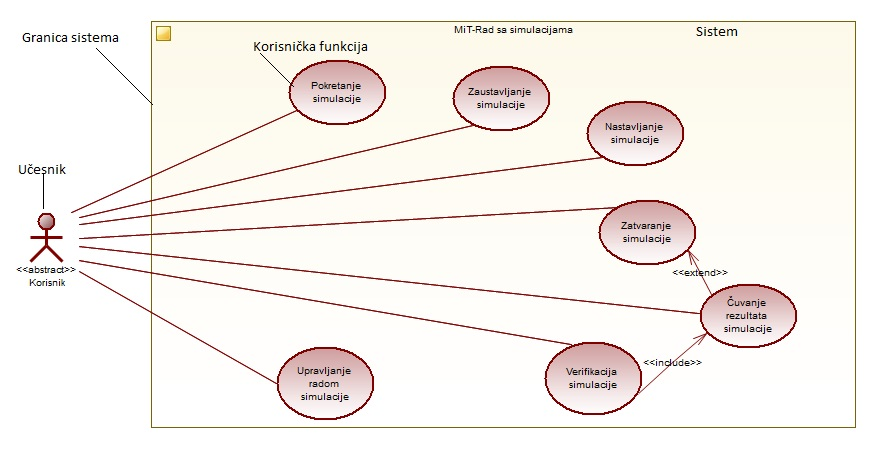 MiT-Rad sa simulacijama
Sistem
Granica sistema
Korisnička funkcija
Pokretanje
simulacije
Zaustavljanje
simulacije
Nastavljanje
simulacije
Učesnik
Zatvaranje
simulacije
<<abstract>>
Korisnik
<<extend>>
Čuvanje
rezultata
simulacije
<<include>>
Upravljanje
radom
simulacije
Verifikacija
simulacije